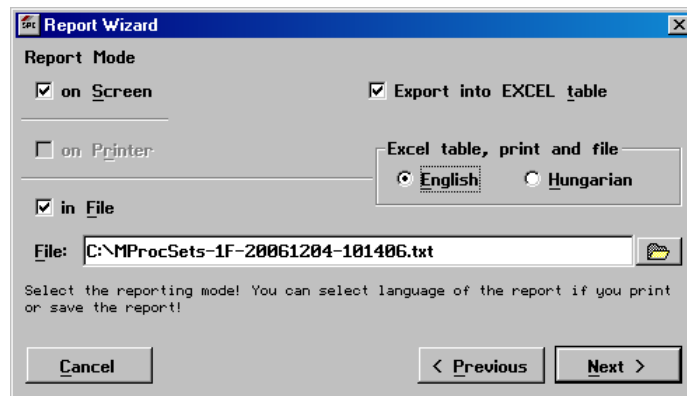 SPC Report Wizard
Report Mode
on Screen
Export into EXCEL table
on Printer
Excel table, print and file
English
Hungarian
in File
File: C:\MProcSets-1F-20061204-101406.txt
Select the reporting mode! You can select language of the report if you print
or save the report!
Cancel
< Previous
Next >